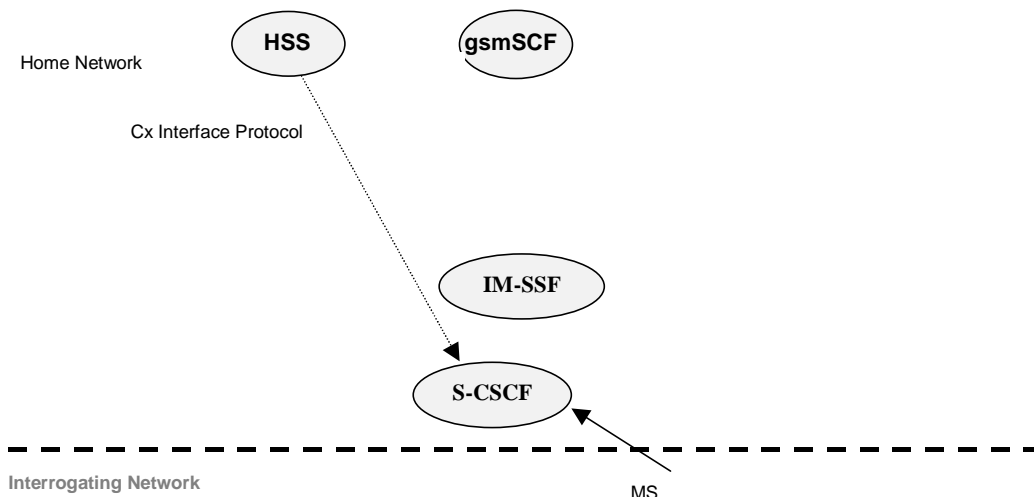 HSS
gsmSCF
Home Network
Cx Interface Protocol
IM-SSF
S-CSCF
Interrogating Network
MS